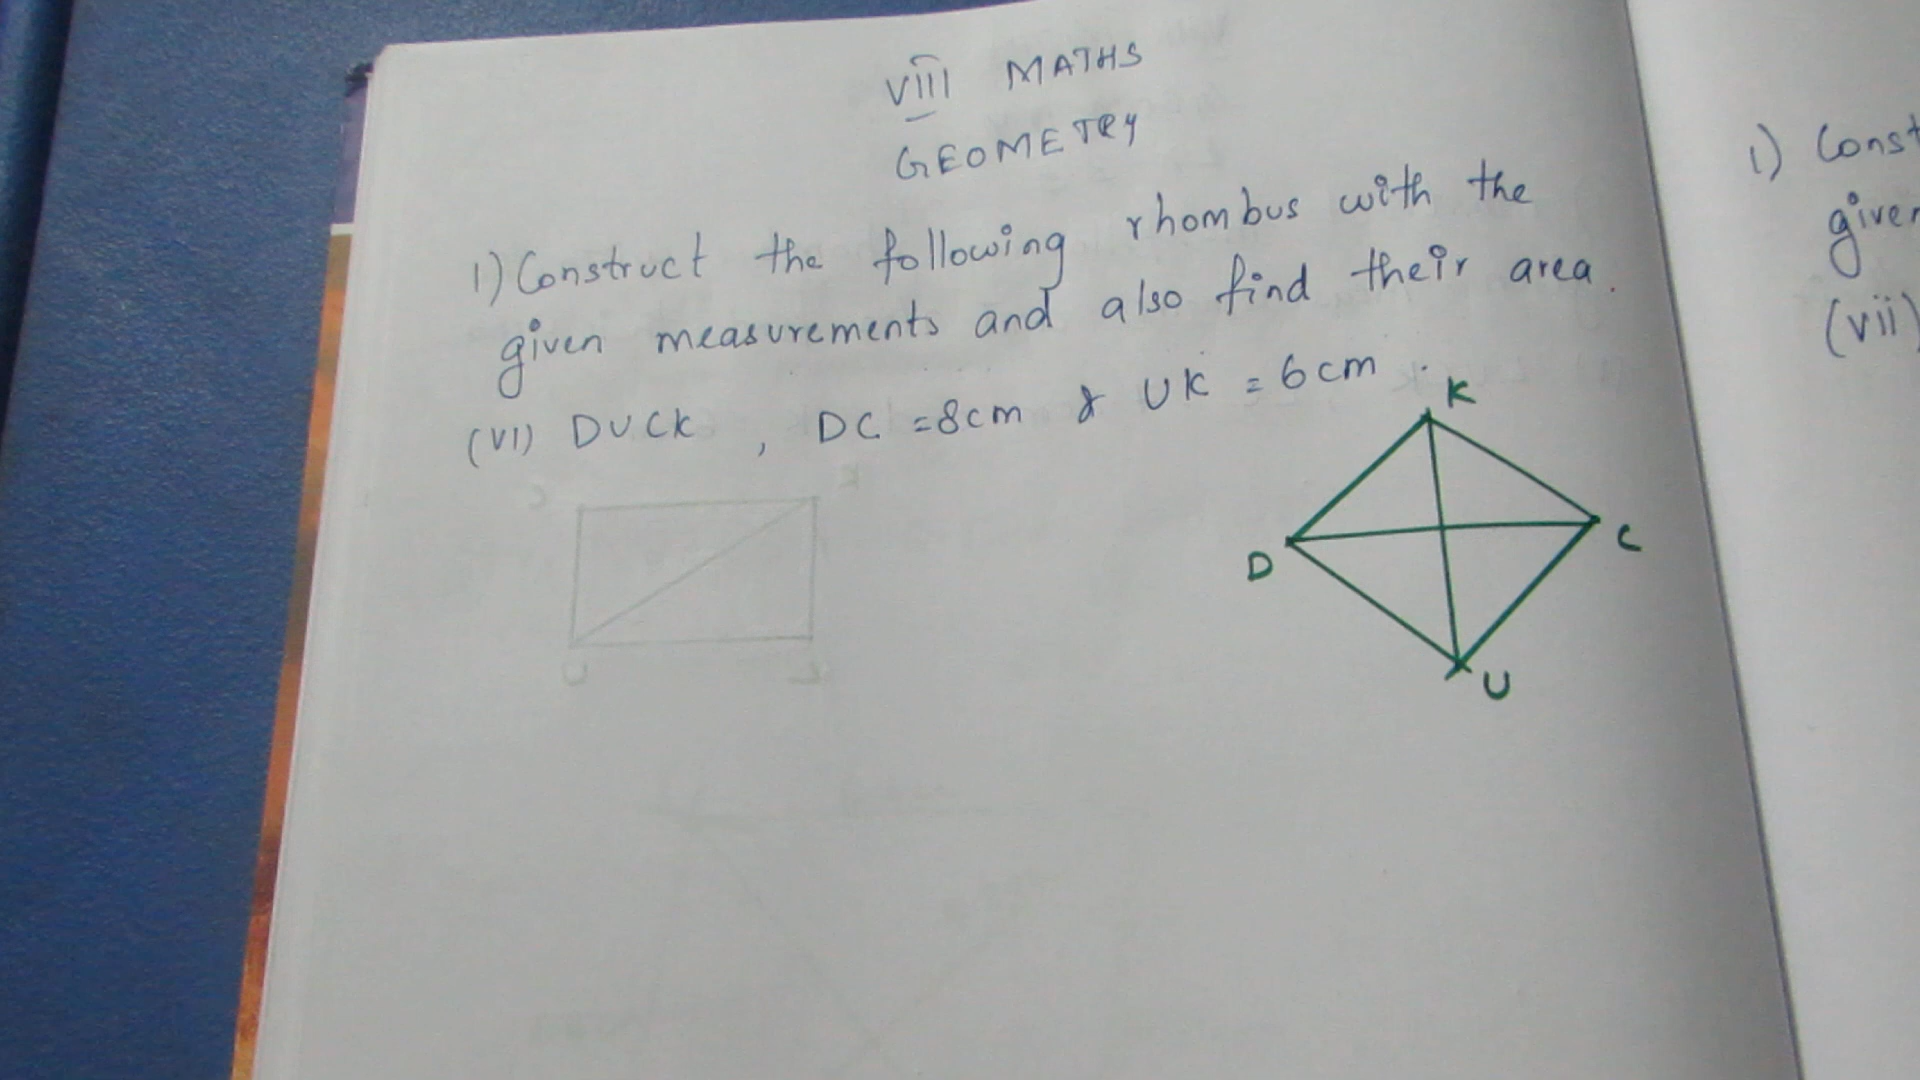 VIII MATHS
GEOMETRY
1) Construct the following rhombus with the
given measurements and also find their area.
(VI) DUCK, DC = 8cm & UK = 6cm.
K
D
C
U
1) Const
given
(vii)